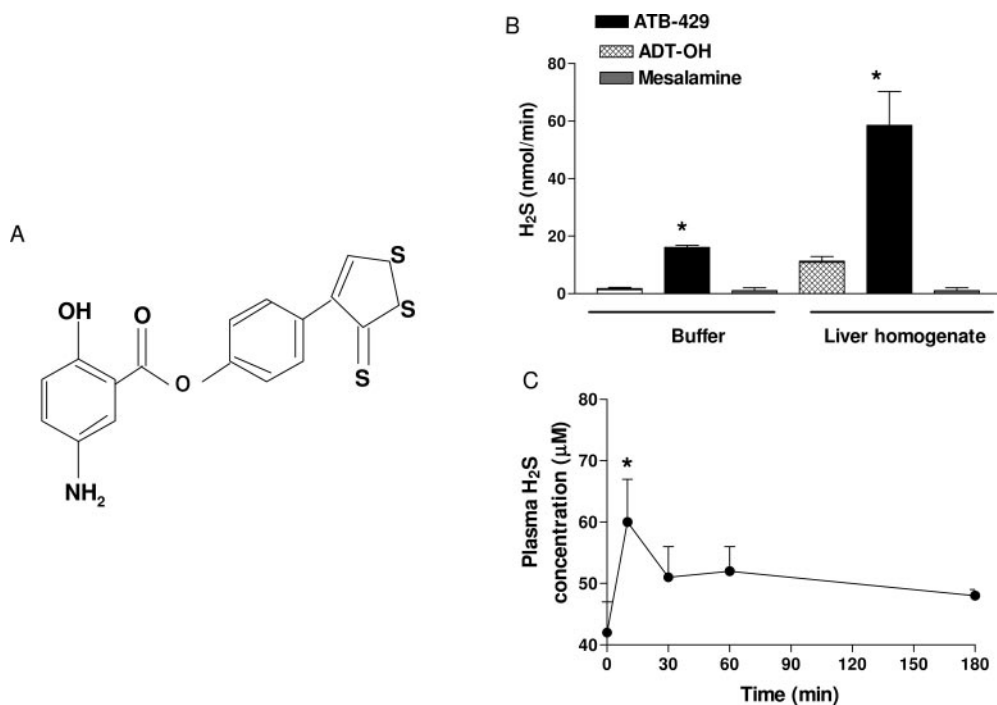 A
OH
O
O
S
S
S
NH₂
B
ATB-429
ADT-OH
Mesalamine
H₂S (nmol/min)
80
60
40
20
0
*
*
Buffer
Liver homogenate
C
Plasma H₂S
concentration (µM)
80
70
60
50
40
*
0 30 60 90 120 150 180
Time (min)